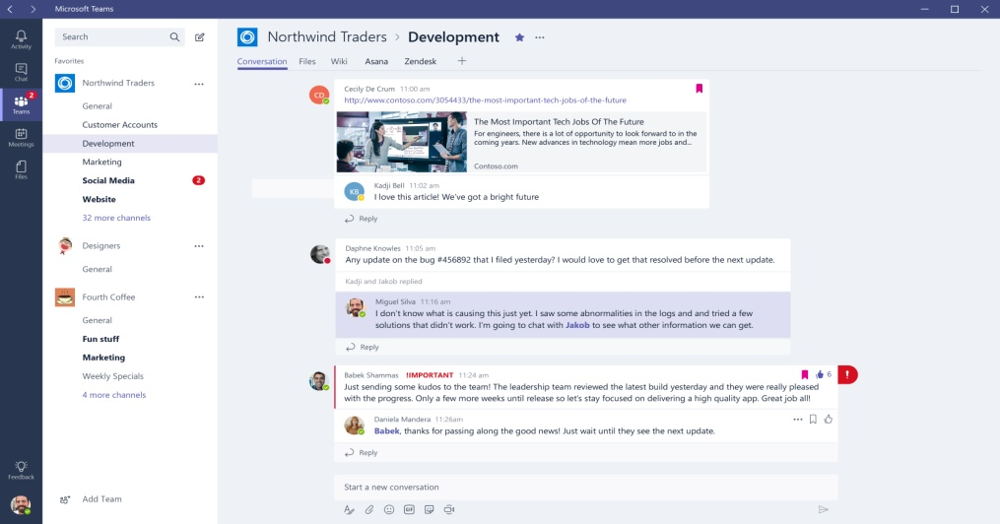 Microsoft Teams
Search
Activity
Chat
2
Teams
Meetings
Files
Feedback
Favorites
Northwind Traders
General
Customer Accounts
Development
Marketing
Social Media 2
Website
32 more channels
Designers
General
Fourth Coffee
General
Fun stuff
Marketing
Weekly Specials
4 more channels
Add Team
Northwind Traders > Development
Conversation Files Wiki Asana Zendesk
CD
Cecily De Crum 11:00 am
http://www.contoso.com/3054433/the-most-important-tech-jobs-of-the-future
The Most Important Tech Jobs Of The Future
For engineers, there is a lot of opportunity to look forward to in the
coming years. New advances in technology mean more jobs and...
Contoso.com
KB
Kadji Bell 11:02 am
I love this article! We've got a bright future
Reply
Daphne Knowles 11:05 am
Any update on the bug #456892 that I filed yesterday? I would love to get that resolved before the next update.
Kadji and Jakob replied
Miguel Silva 11:16 am
I don't know what is causing this just yet. I saw some abnormalities in the logs and and tried a few
solutions that didn't work. I'm going to chat with Jakob to see what other information we can get.
Reply
Babek Shammas !IMPORTANT 11:24 am 6 !
Just sending some kudos to the team! The leadership team reviewed the latest build yesterday and they were really pleased
with the progress. Only a few more weeks until release so let's stay focused on delivering a high quality app. Great job all!
Daniela Mandera 11:26am
Babek, thanks for passing along the good news! Just wait until they see the next update.
Reply
Start a new conversation
GIF